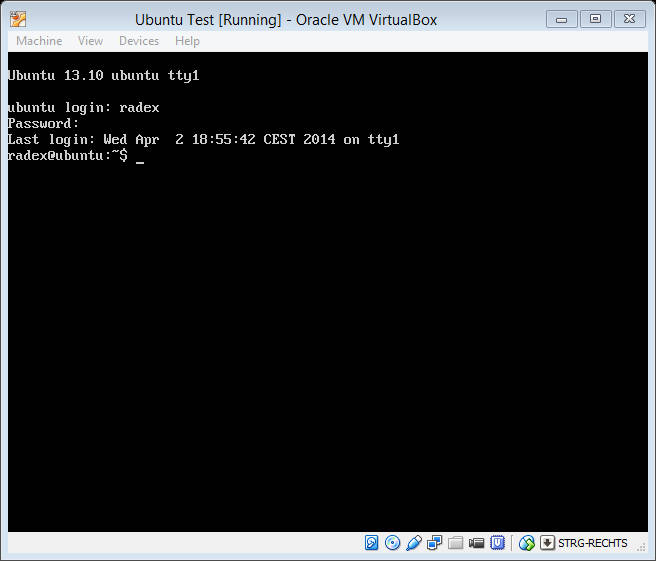 Ubuntu Test [Running] - Oracle VM VirtualBox
Machine View Devices Help
Ubuntu 13.10 ubuntu tty1
ubuntu login: radex
Password:
Last login: Wed Apr  2 18:55:42 CEST 2014 on tty1
radex@ubuntu:~$ _
STRG-RECHTS